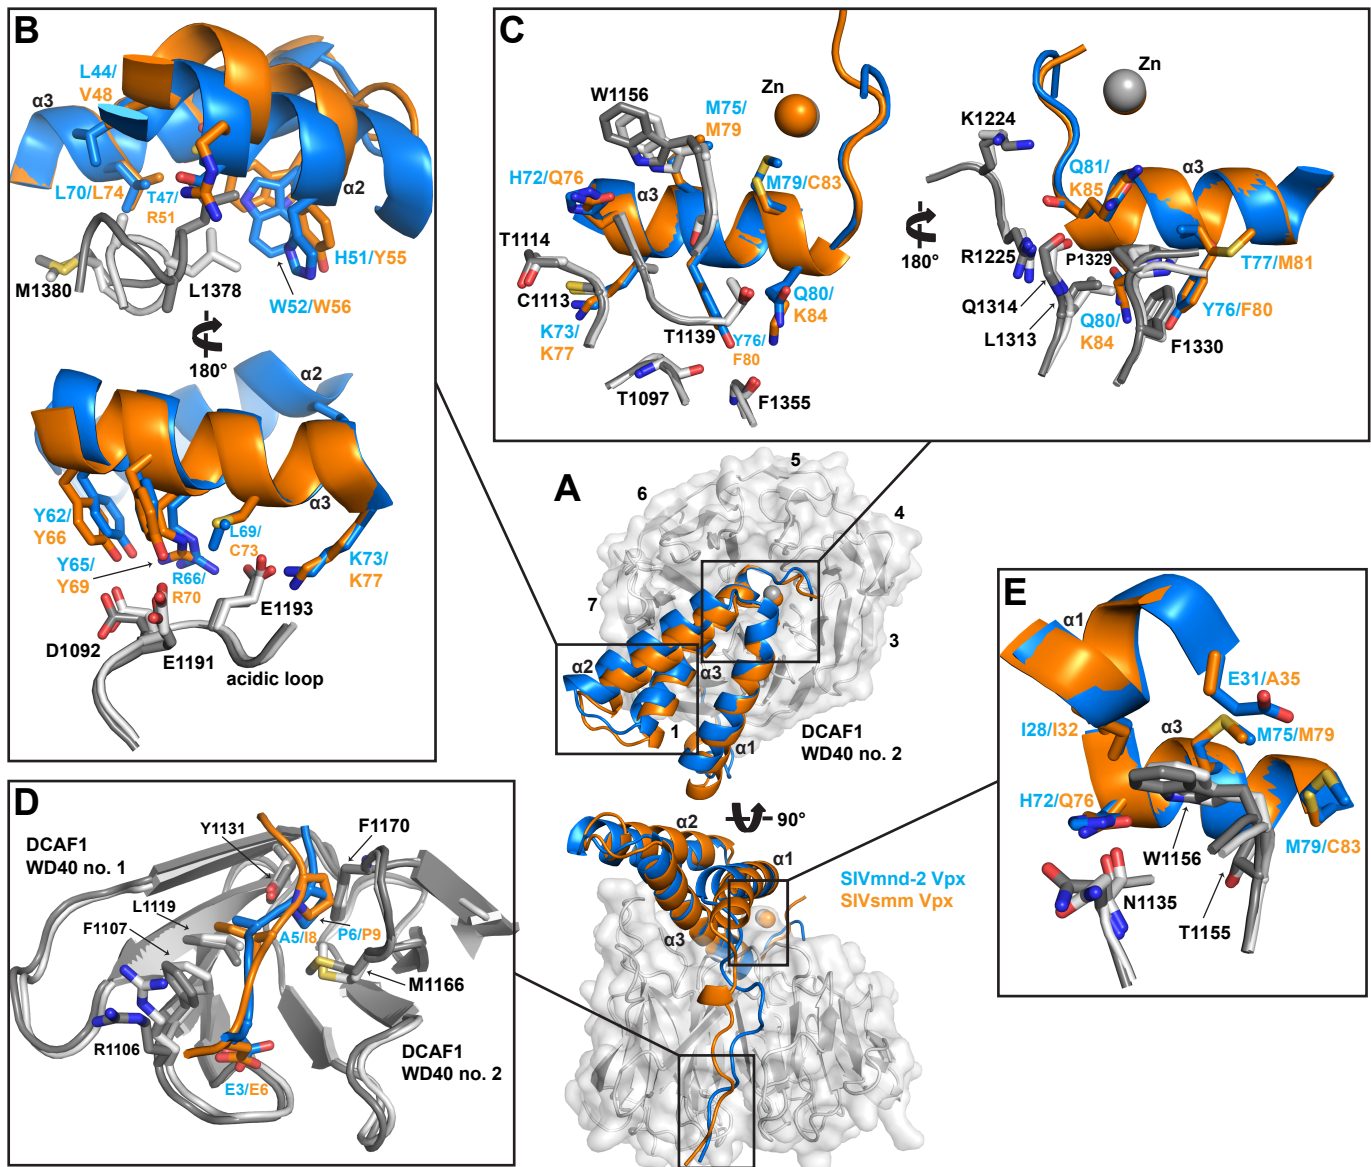 B
L44/
V48
α3
α2
L70/L74
T47/
R51
H51/Y55
M1380
L1378
W52/W56
180°
α2
α3
Y62/
Y66
L69/
C73
Y65/
Y69
R66/
R70
K73/
K77
E1193
D1092
E1191
acidic loop
C
W1156
M75/
M79
Zn
H72/Q76
α3
M79/C83
T1114
C1113
Q80/
K84
K73/
K77
T1139
Y76/
F80
T1097
F1355
180°
Zn
K1224
Q81/
K85
α3
R1225
P1329
T77/M81
Q1314
L1313
Q80/
K84
Y76/F80
F1330
A
5
6
4
7
3
α2
α3
1
α1
DCAF1
WD40 no. 2
90°
α2
α1
SIVmnd-2 Vpx
SIVsmm Vpx
α3
D
DCAF1
WD40 no. 1
Y1131
F1170
L1119
F1107
A5/I8
P6/P9
M1166
R1106
DCAF1
WD40 no. 2
E3/E6
E
α1
E31/A35
I28/I32
α3
M75/M79
H72/Q76
M79/C83
W1156
N1135
T1155